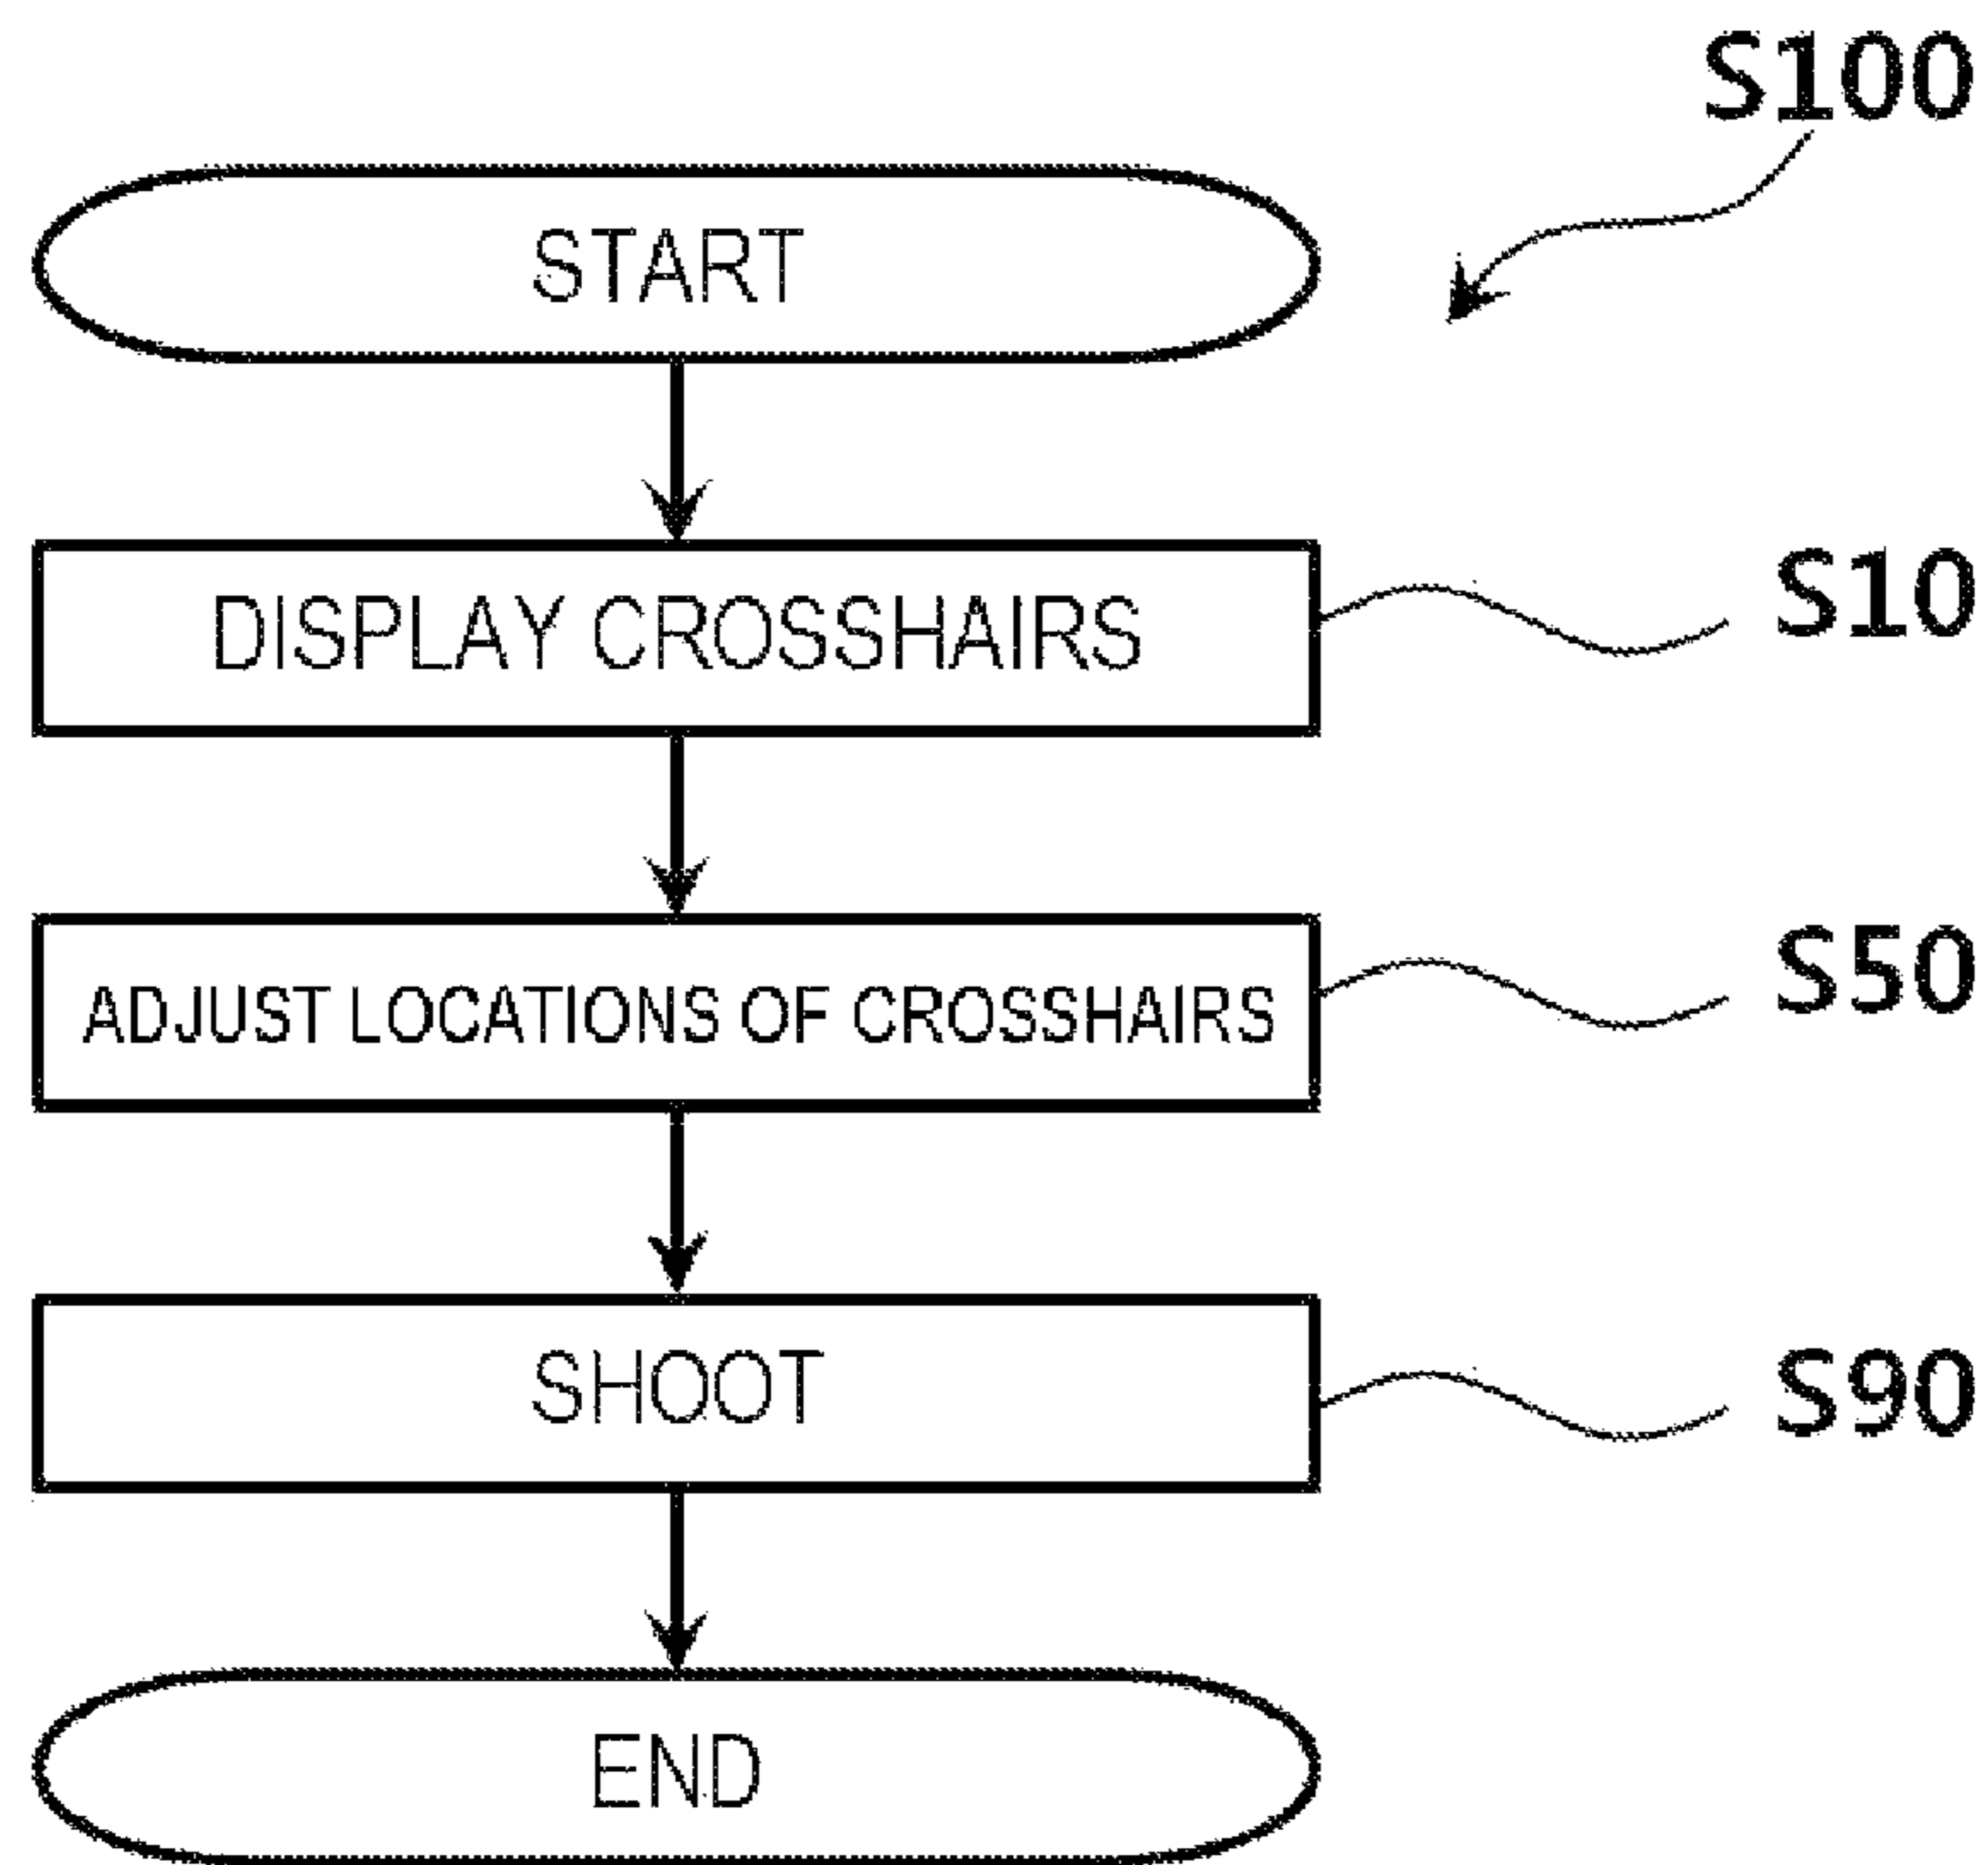 S100
START
DISPLAY CROSSHAIRS
S10
ADJUST LOCATIONS OF CROSSHAIRS
S50
SHOOT
S90
END